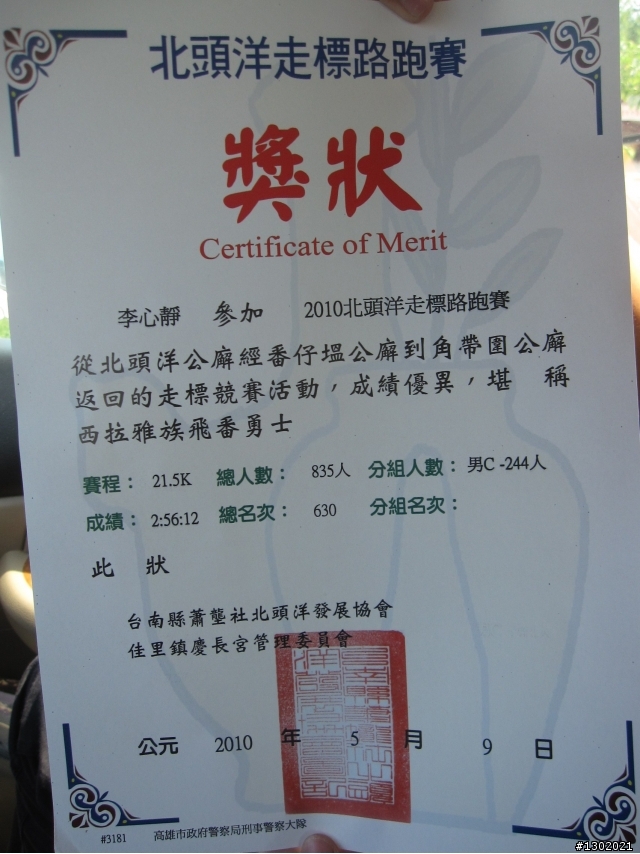 北頭洋走標路跑賽
獎狀
Certificate of Merit
李心靜 參加 2010北頭洋走標路跑賽
從北頭洋公廨經番仔塭公廨到角帶圍公廨
返回的走標競賽活動，成績優異，堪 稱
西拉雅族飛番勇士
賽程： 21.5K 總人數： 835人 分組人數： 男C -244人
成績： 2:56:12 總名次： 630 分組名次：
此 狀
台南縣蕭壟社北頭洋發展協會
佳里鎮慶長宮管理委員會
公元 2010 年 5 月 9 日
#3181 高雄市政府警察局刑事警察大隊
#1302021